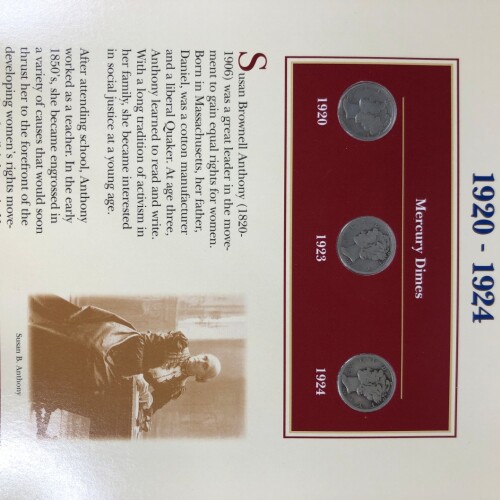 1920 - 1924
Mercury Dimes
1920
1923
1924
Susan Brownell Anthony (1820-
1906) was a great leader in the move-
ment to gain equal rights for women.
Born in Massachusetts, her father,
Daniel, was a cotton manufacturer
and a liberal Quaker. At age three,
Anthony learned to read and write.
With a long tradition of activism in
her family, she became interested
in social justice at a young age.
After attending school, Anthony
worked as a teacher. In the early
1850's, she became engrossed in
a variety of causes that would soon
thrust her to the forefront of the
developing women's rights move-
Susan B. Anthony